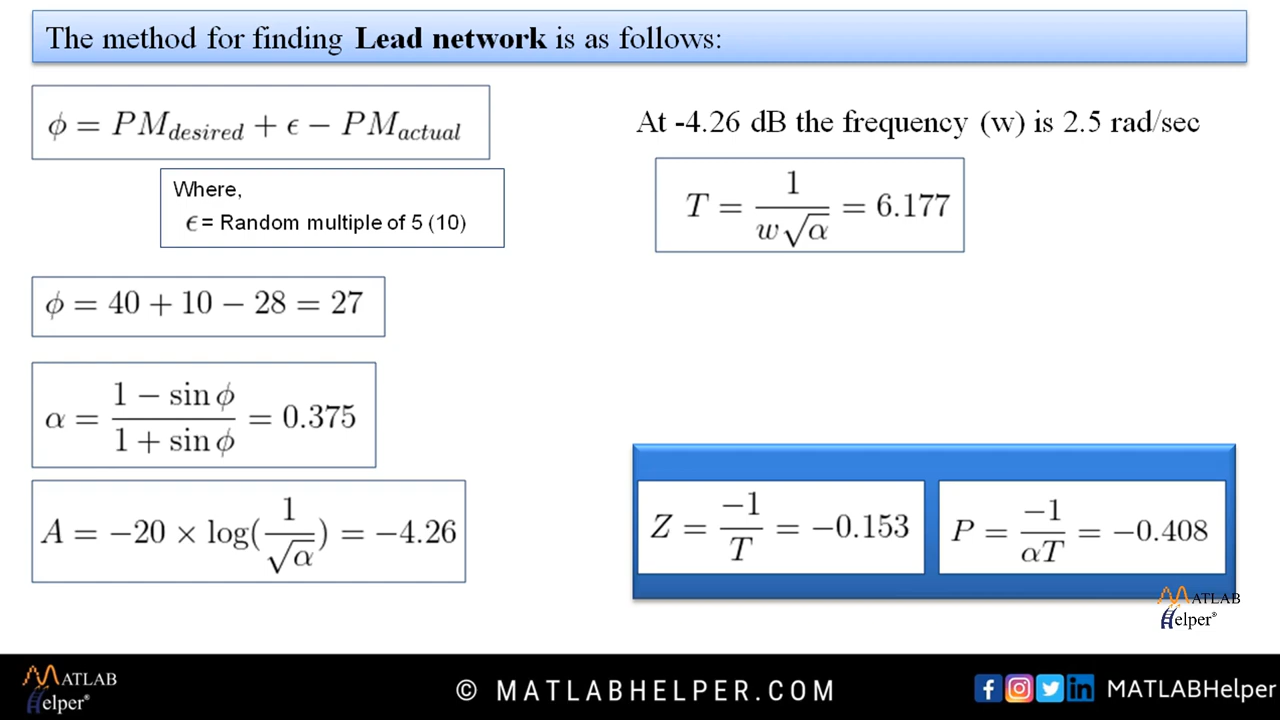 The method for finding Lead network is as follows:
ϕ = PM_desired + ϵ − PM_actual
Where,
ϵ = Random multiple of 5 (10)
ϕ = 40 + 10 − 28 = 27
α = (1 − sin ϕ)/(1 + sin ϕ) = 0.375
A = −20 × log(1/√α) = −4.26
At -4.26 dB the frequency (w) is 2.5 rad/sec
T = 1/(w√α) = 6.177
Z = −1/T = −0.153
P = −1/(αT) = −0.408
MATLAB
Helper®
MATLAB
Helper®
© MATLABHELPER.COM
MATLABHelper